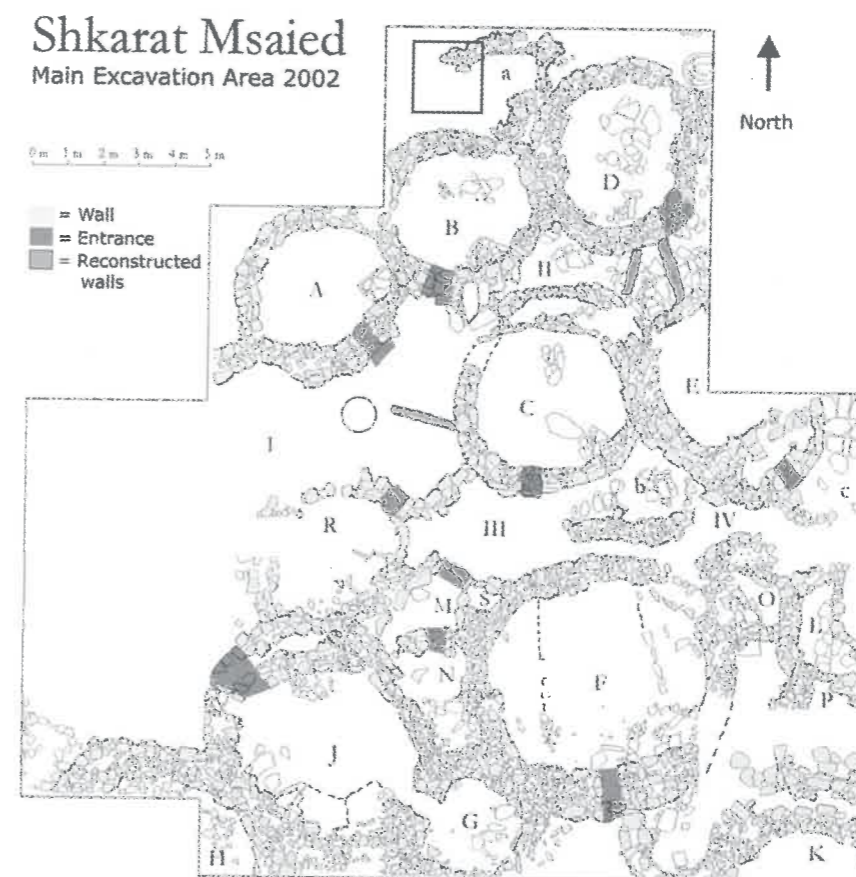 Shkarat Msaied
Main Excavation Area 2002
North
0 m 1 m 2 m 3 m 4 m 5 m
= Wall
= Entrance
= Reconstructed
walls
a
D
B
II
A
C
E
a
I
b
c
R
III
IV
M
S
O
L
N
F
P
J
G
H
K